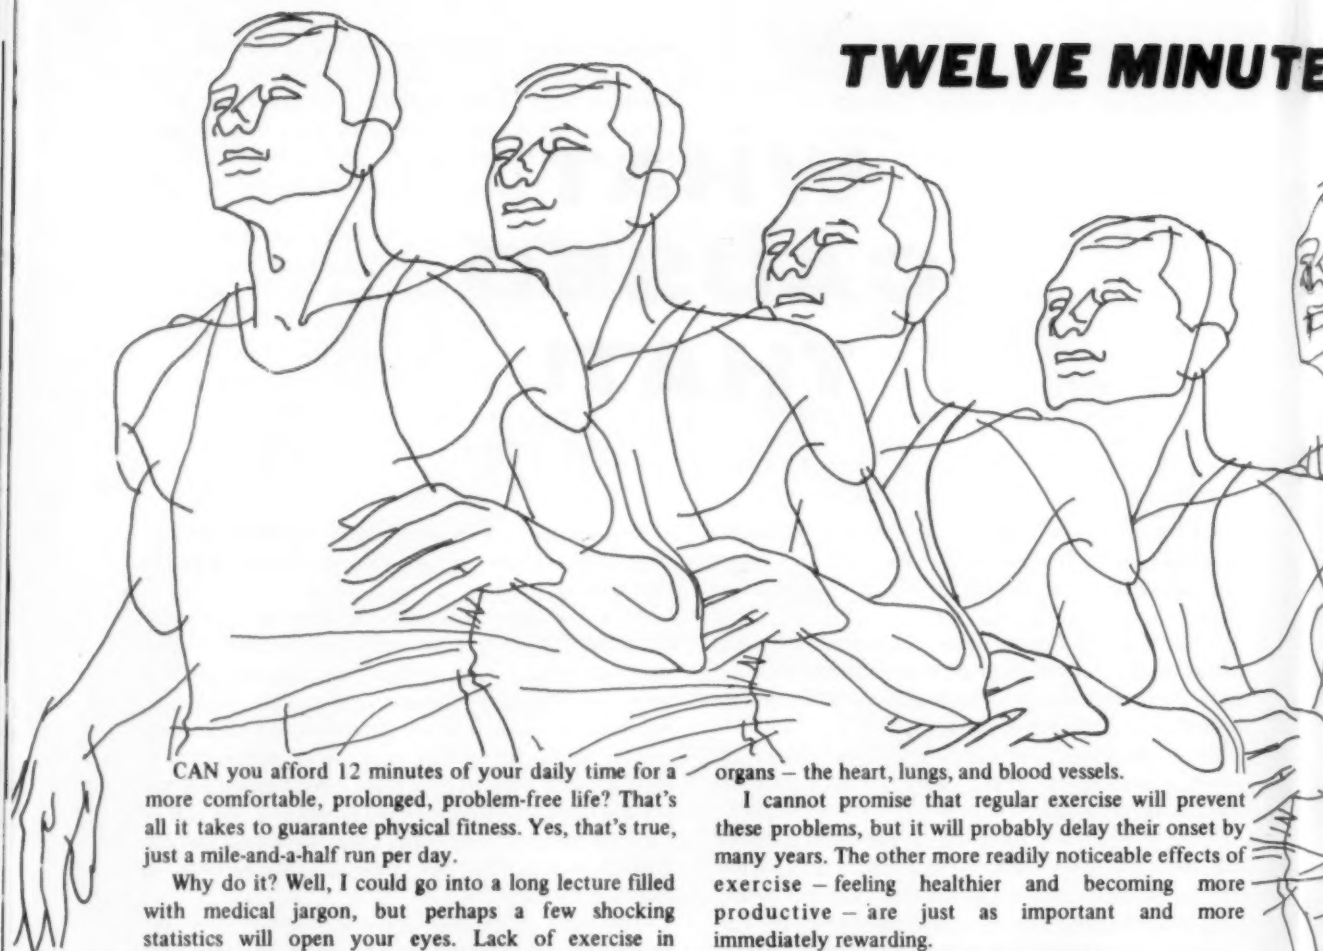 TWELVE MINUTE
CAN you afford 12 minutes of your daily time for a
more comfortable, prolonged, problem-free life? That's
all it takes to guarantee physical fitness. Yes, that's true,
just a mile-and-a-half run per day.
Why do it? Well, I could go into a long lecture filled
with medical jargon, but perhaps a few shocking
statistics will open your eyes. Lack of exercise in
organs – the heart, lungs, and blood vessels.
I cannot promise that regular exercise will prevent
these problems, but it will probably delay their onset by
many years. The other more readily noticeable effects of
exercise – feeling healthier and becoming more
productive – are just as important and more
immediately rewarding.